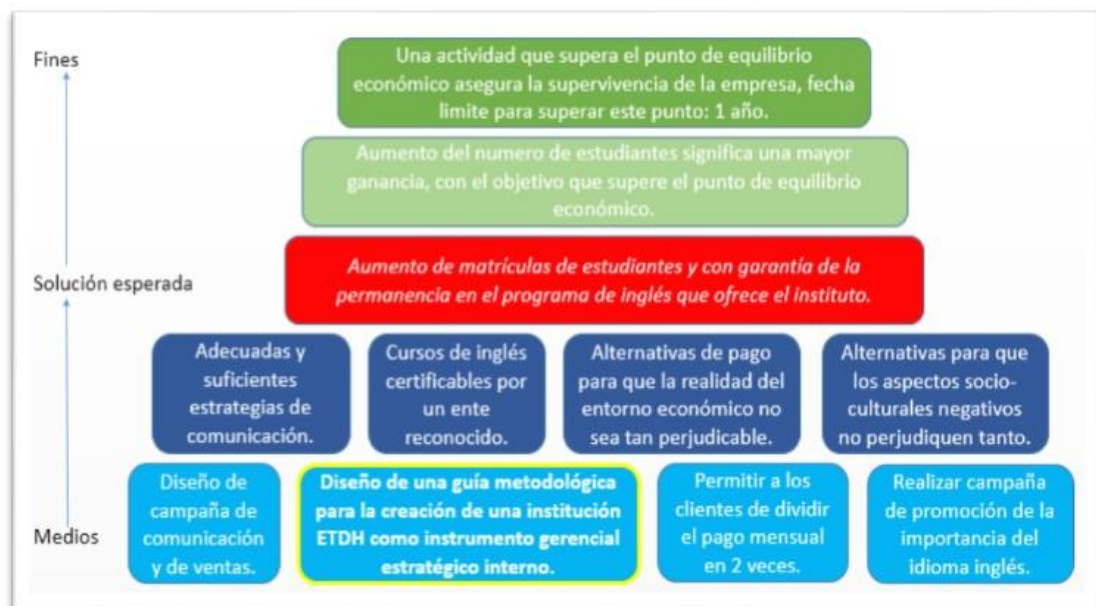 Fines
Una actividad que supera el punto de equilibrio
económico asegura la supervivencia de la empresa, fecha
limite para superar este punto: 1 año.
Aumento del numero de estudiantes significa una mayor
ganancia, con el objetivo que supere el punto de equilibrio
económico.
Solución esperada
Aumento de matrículas de estudiantes y con garantía de la
permanencia en el programa de inglés que ofrece el instituto.
Adecuadas y
suficientes
estrategias de
comunicación.
Cursos de inglés
certificables por
un ente
reconocido.
Alternativas de pago
para que la realidad del
entorno económico no
sea tan perjudicable.
Alternativas para que
los aspectos socio-
culturales negativos
no perjudiquen tanto.
Medios
Diseño de
campaña de
comunicación
y de ventas.
Diseño de una guía metodológica
para la creación de una institución
ETDH como instrumento gerencial
estratégico interno.
Permitir a los
clientes de dividir
el pago mensual
en 2 veces.
Realizar campaña
de promoción de la
importancia del
idioma inglés.